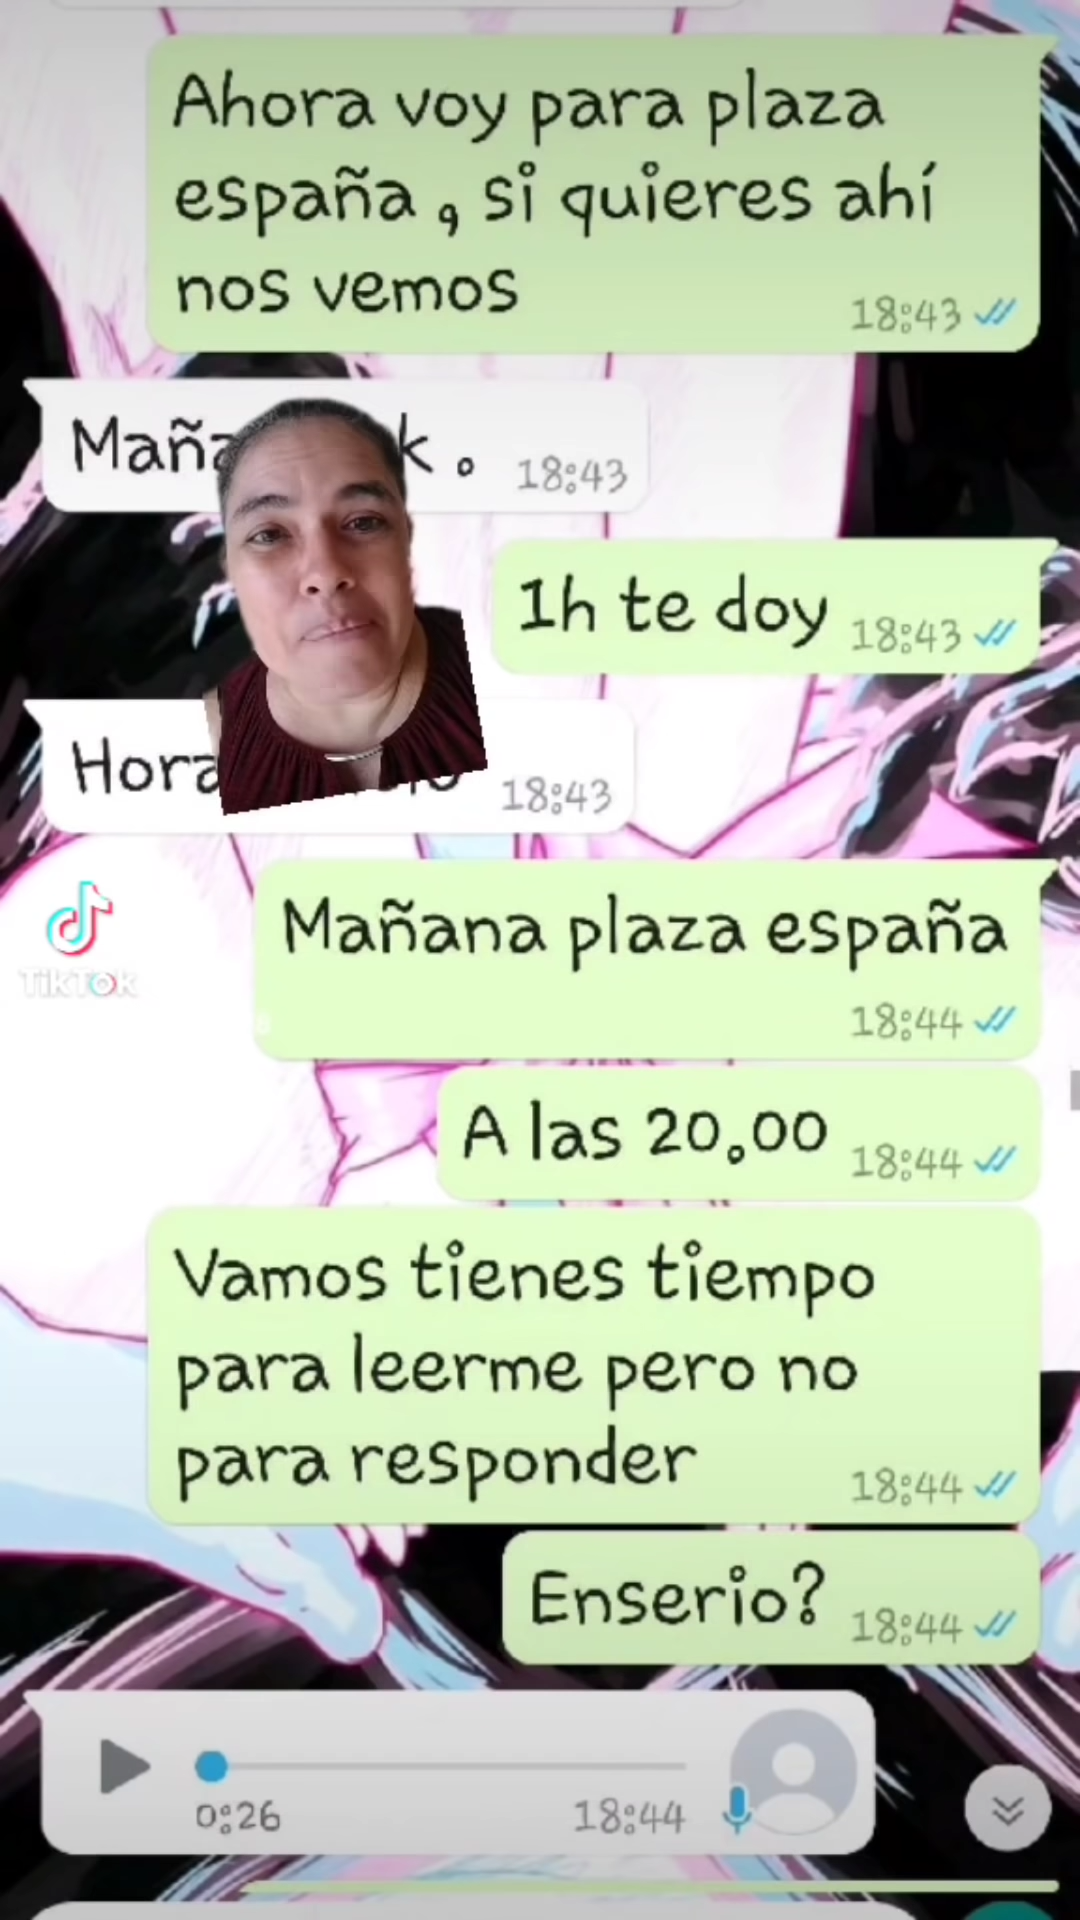 Ahora voy para plaza
españa, si quieres ahí
nos vemos
18:43
18:43
1h te doy 18:43
18:43
Mañana plaza españa
18:44
TikTok
A las 20.00 18:44
Vamos tienes tiempo
para leerme pero no
para responder
18:44
Enserio? 18:44
0:26 18:44